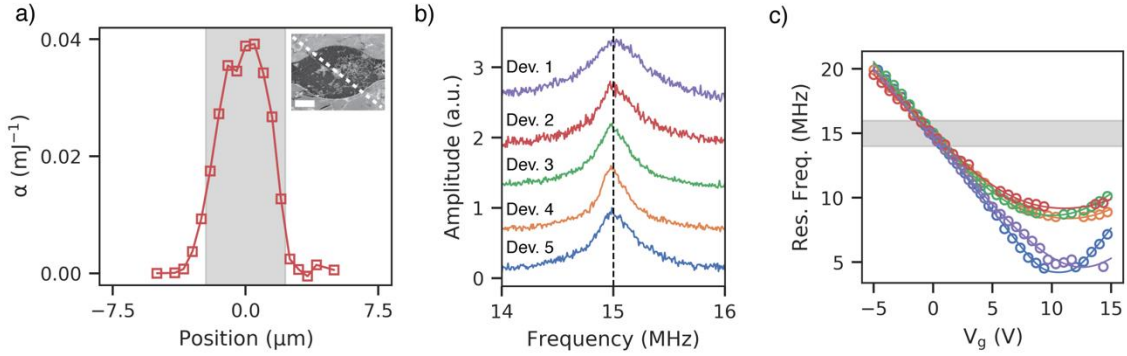 a)
0.04
0.02
0.00
α (mJ⁻¹)
−7.5
0.0
7.5
Position (μm)
b)
3
2
1
0
Amplitude (a.u.)
Dev. 1
Dev. 2
Dev. 3
Dev. 4
Dev. 5
14
15
16
Frequency (MHz)
c)
20
15
10
5
Res. Freq. (MHz)
−5
0
5
10
15
V_g (V)